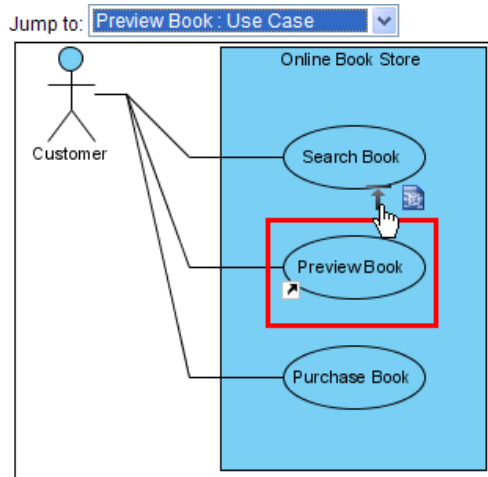 Jump to: Preview Book : Use Case
Online Book Store
Customer
Search Book
Preview Book
Purchase Book